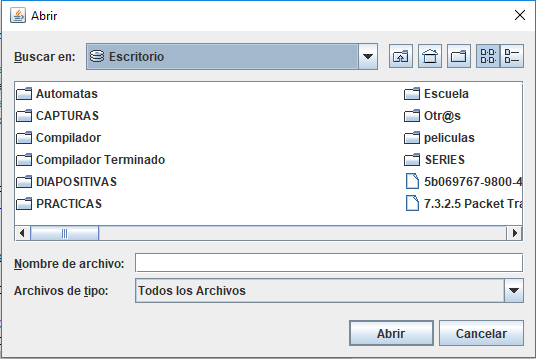 Abrir
Buscar en: Escritorio
Automatas
CAPTURAS
Compilador
Compilador Terminado
DIAPOSITIVAS
PRACTICAS
Escuela
Otr@s
peliculas
SERIES
5b069767-9800-4
7.3.2.5 Packet Tra
Nombre de archivo:
Archivos de tipo: Todos los Archivos
Abrir Cancelar